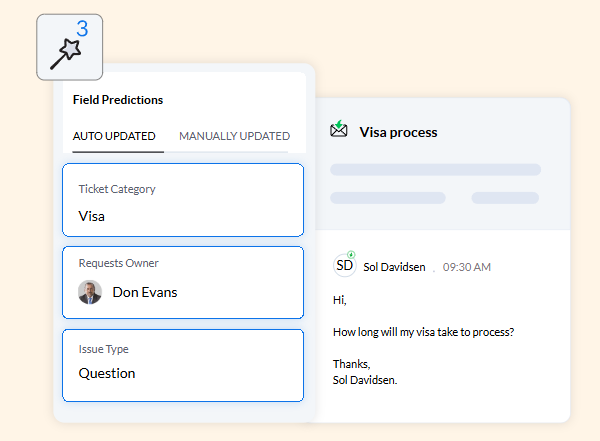 3
Field Predictions
AUTO UPDATED MANUALLY UPDATED
Ticket Category
Visa
Requests Owner
Don Evans
Issue Type
Question
Visa process
SD Sol Davidsen . 09:30 AM
Hi,
How long will my visa take to process?
Thanks,
Sol Davidsen.